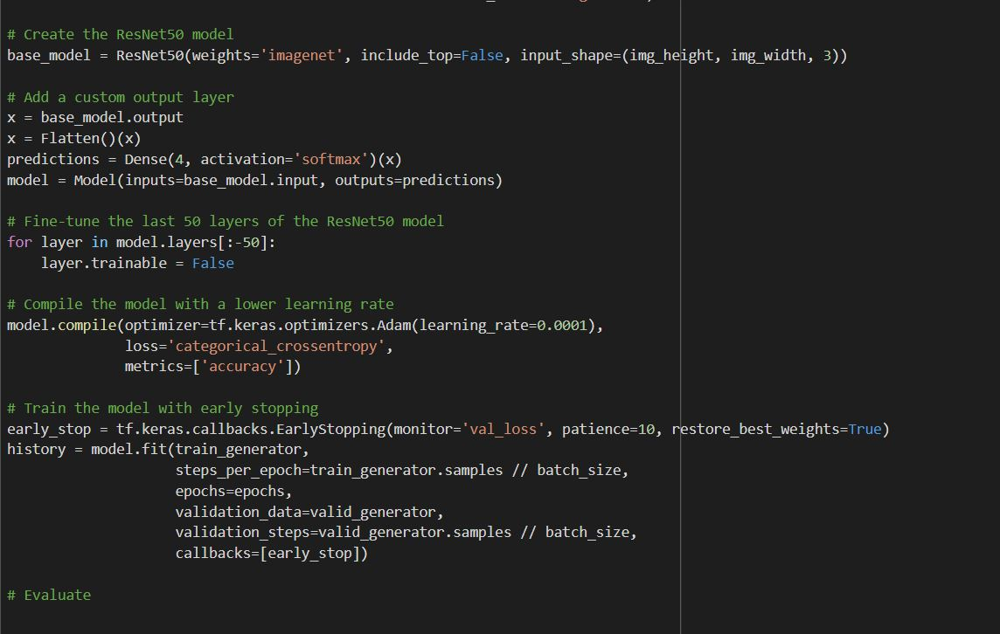 # Create the ResNet50 model
base_model = ResNet50(weights='imagenet', include_top=False, input_shape=(img_height, img_width, 3))
# Add a custom output layer
x = base_model.output
x = Flatten()(x)
predictions = Dense(4, activation='softmax')(x)
model = Model(inputs=base_model.input, outputs=predictions)
# Fine-tune the last 50 layers of the ResNet50 model
for layer in model.layers[:-50]:
    layer.trainable = False
# Compile the model with a lower learning rate
model.compile(optimizer=tf.keras.optimizers.Adam(learning_rate=0.0001),
              loss='categorical_crossentropy',
              metrics=['accuracy'])
# Train the model with early stopping
early_stop = tf.keras.callbacks.EarlyStopping(monitor='val_loss', patience=10, restore_best_weights=True)
history = model.fit(train_generator,
                    steps_per_epoch=train_generator.samples // batch_size,
                    epochs=epochs,
                    validation_data=valid_generator,
                    validation_steps=valid_generator.samples // batch_size,
                    callbacks=[early_stop])
# Evaluate